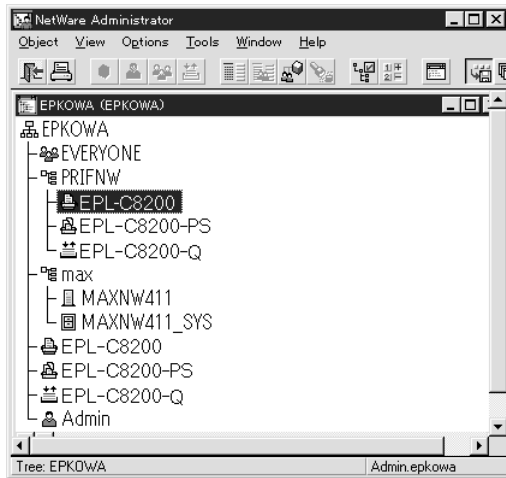 NetWare Administrator
Object View Options Tools Window Help
EPKOWA (EPKOWA)
EPKOWA
EVERYONE
PRIFNW
EPL-C8200
EPL-C8200-PS
EPL-C8200-Q
max
MAXNW411
MAXNW411_SYS
EPL-C8200
EPL-C8200-PS
EPL-C8200-Q
Admin
Tree: EPKOWA Admin.epkowa